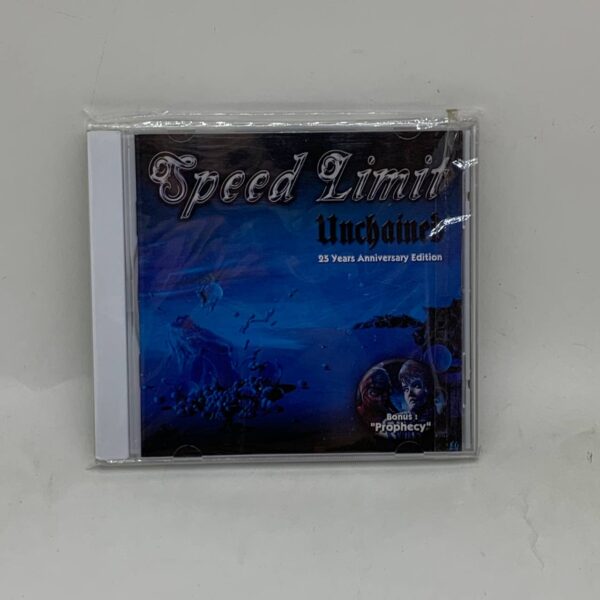 Speed Limit
Unchained
25 Years Anniversary Edition
Bonus :
"Prophecy"